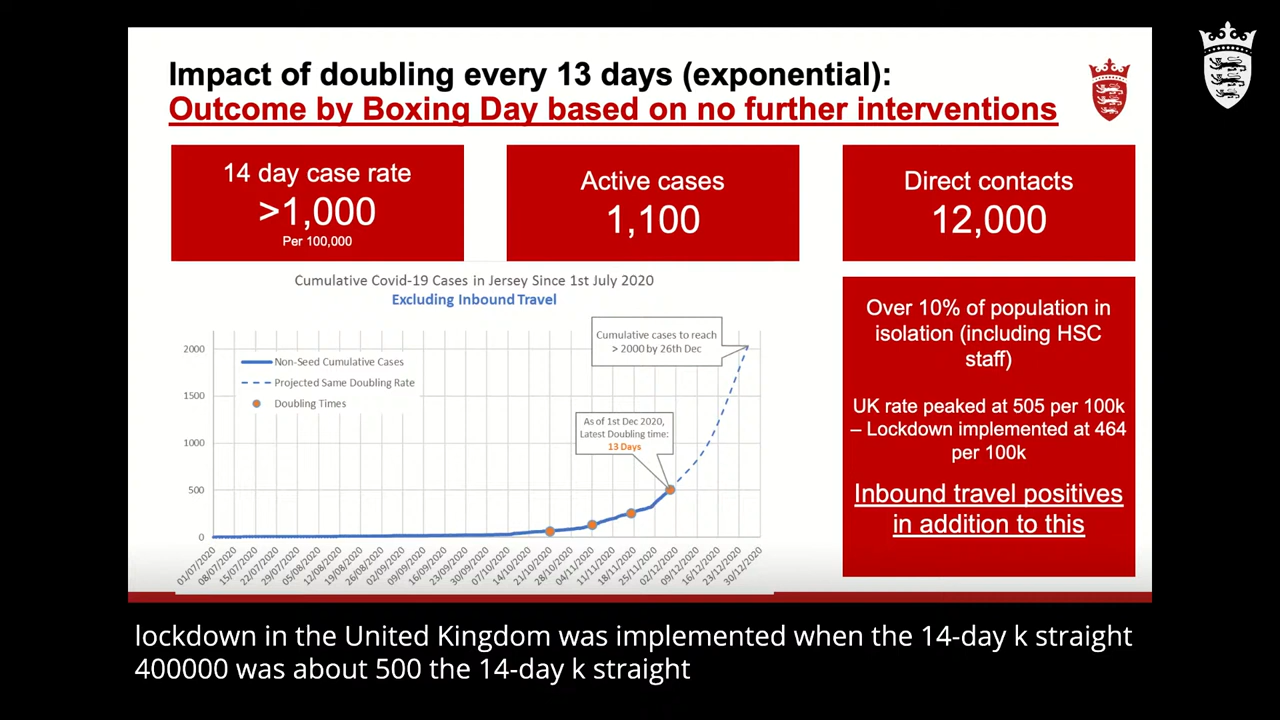 Impact of doubling every 13 days (exponential):
Outcome by Boxing Day based on no further interventions
14 day case rate
>1,000
Per 100,000
Active cases
1,100
Direct contacts
12,000
Cumulative Covid-19 Cases in Jersey Since 1st July 2020
Excluding Inbound Travel
2000
1500
1000
500
0
Non-Seed Cumulative Cases
Projected Same Doubling Rate
Doubling Times
Cumulative cases to reach
> 2000 by 26th Dec
As of 1st Dec 2020,
Latest Doubling time:
13 Days
01/07/2020
08/07/2020
15/07/2020
22/07/2020
29/07/2020
05/08/2020
12/08/2020
19/08/2020
26/08/2020
02/09/2020
09/09/2020
16/09/2020
23/09/2020
30/09/2020
07/10/2020
14/10/2020
21/10/2020
28/10/2020
04/11/2020
11/11/2020
18/11/2020
25/11/2020
02/12/2020
09/12/2020
16/12/2020
23/12/2020
30/12/2020
Over 10% of population in
isolation (including HSC
staff)
UK rate peaked at 505 per 100k
– Lockdown implemented at 464
per 100k
Inbound travel positives
in addition to this
lockdown in the United Kingdom was implemented when the 14-day k straight
400000 was about 500 the 14-day k straight